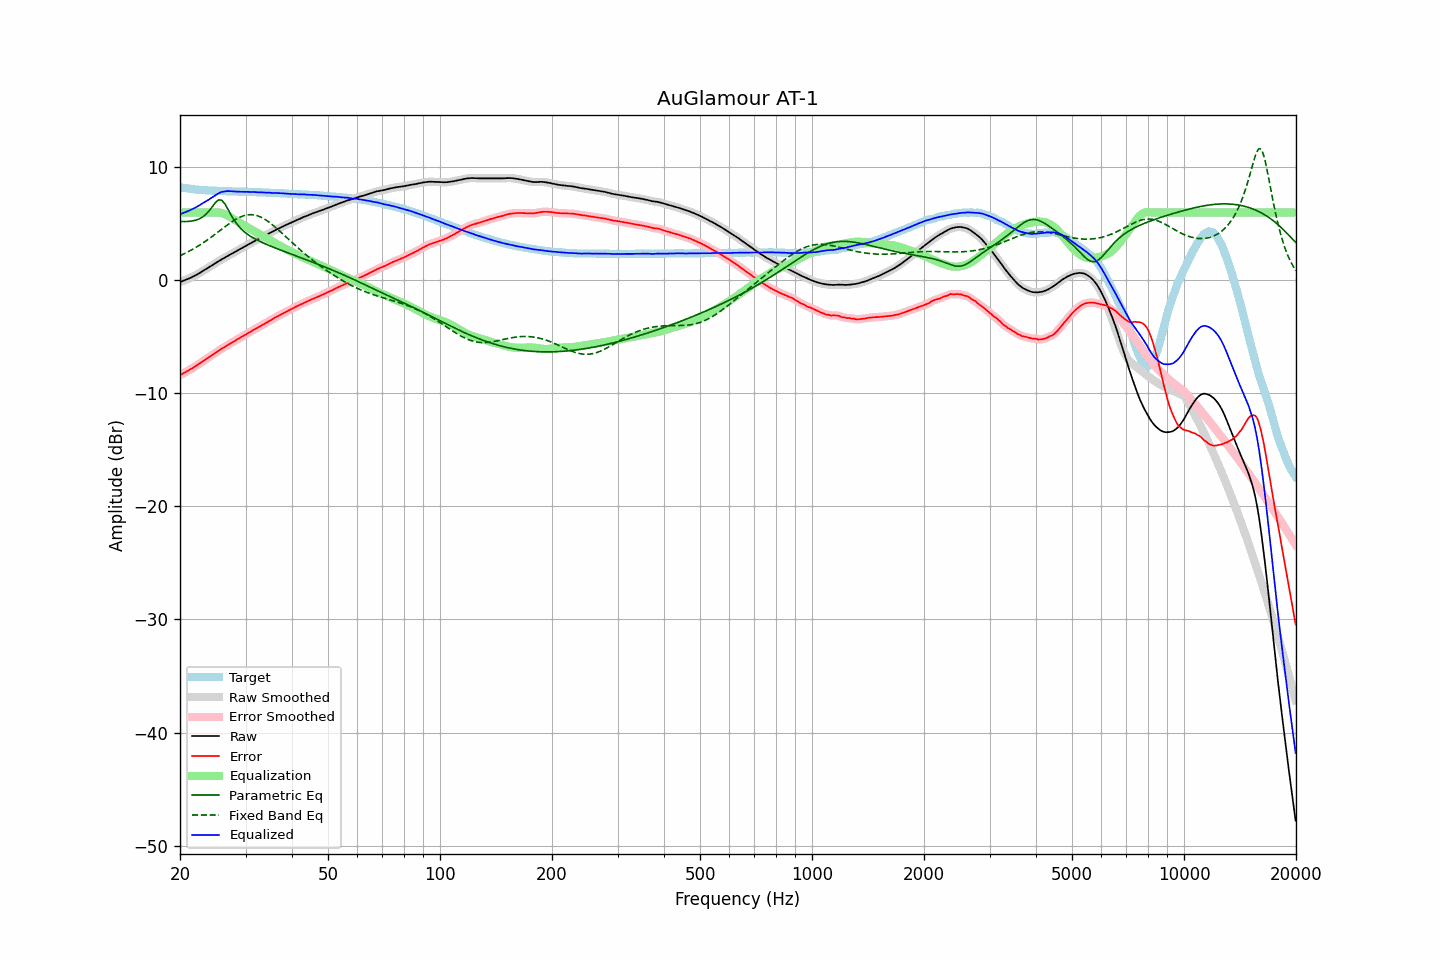 AuGlamour AT-1
Amplitude (dBr)
10
0
−10
−20
−30
−40
−50
Target
Raw Smoothed
Error Smoothed
Raw
Error
Equalization
Parametric Eq
Fixed Band Eq
Equalized
20 50 100 200 500 1000 2000 5000 10000 20000
Frequency (Hz)